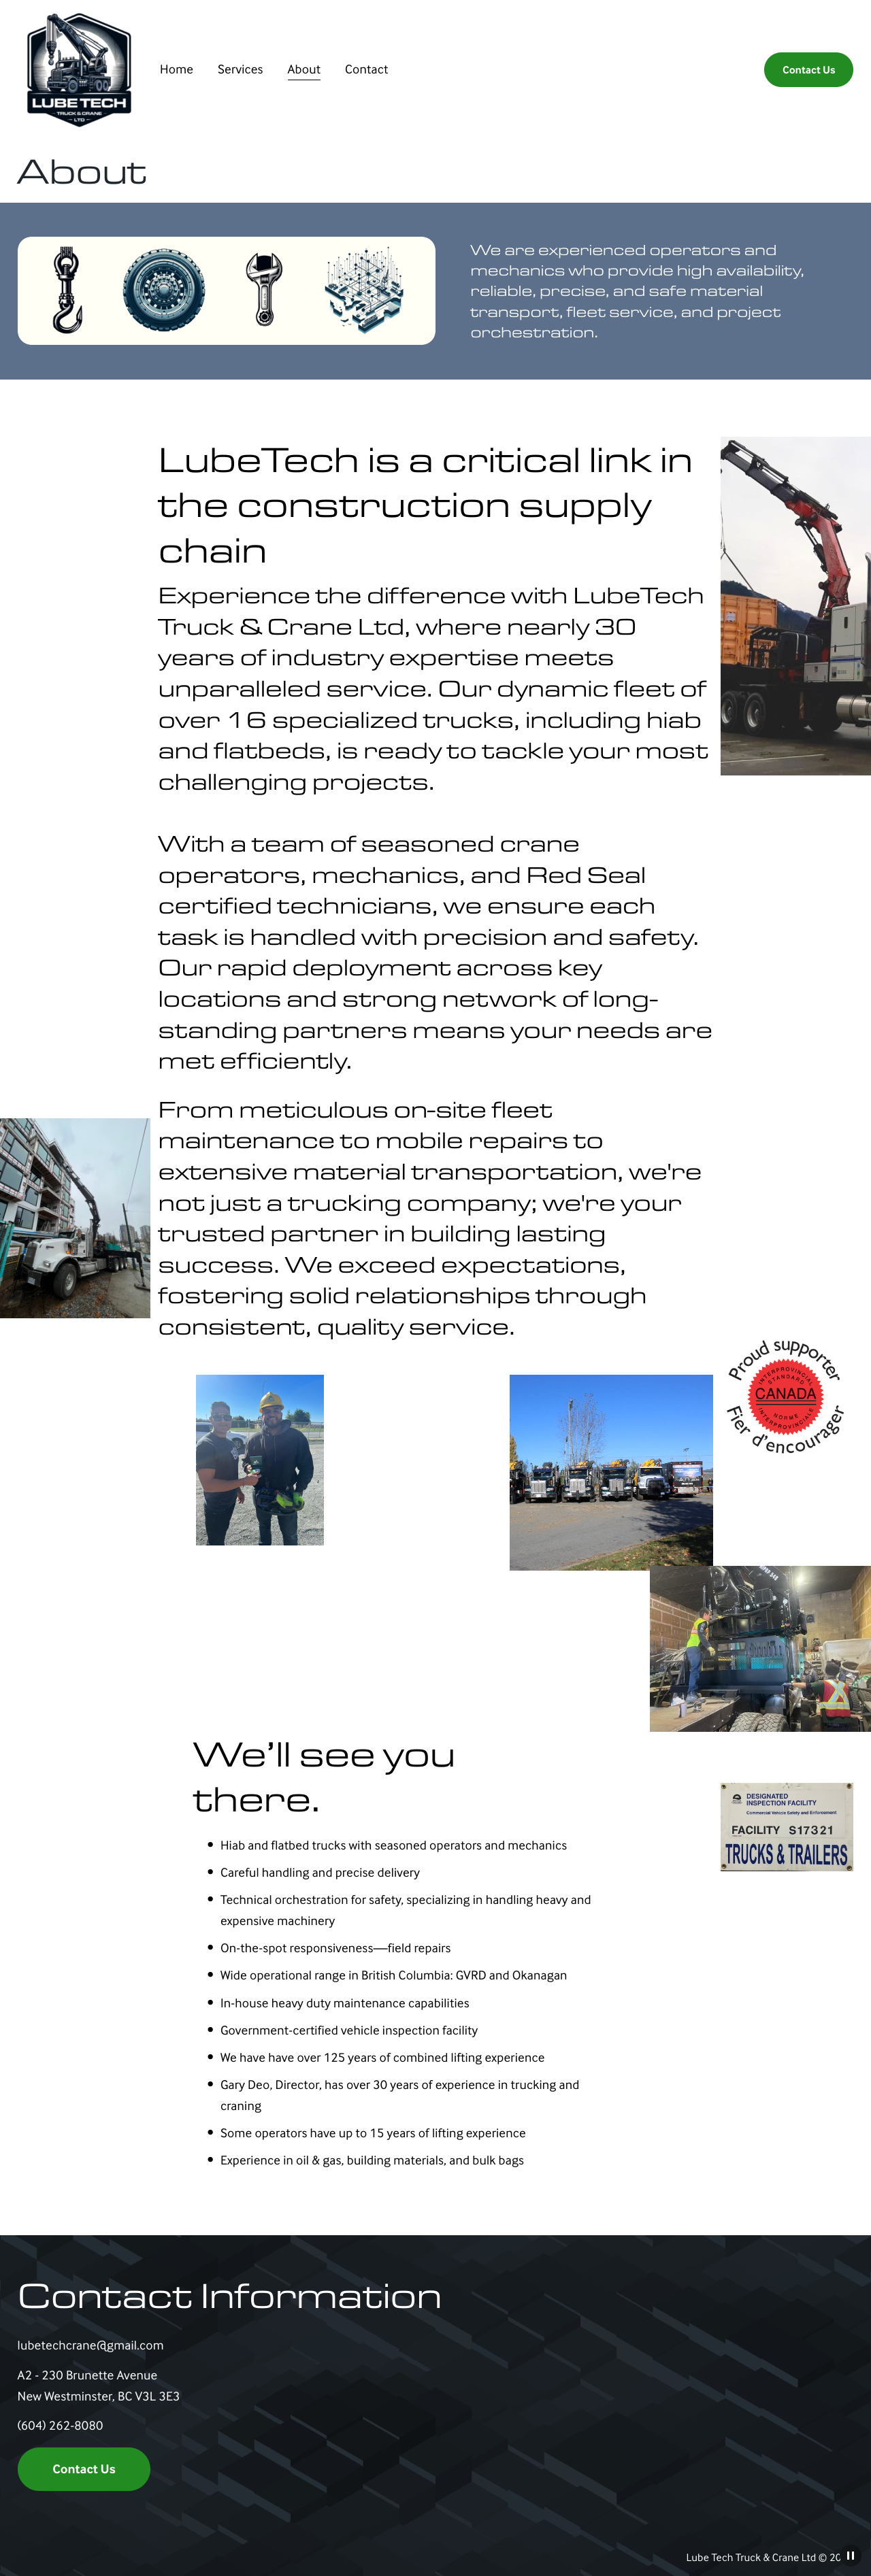 LUBE TECH
TRUCK & CRANE
LTD
Home Services About Contact
Contact Us
About
We are experienced operators and
mechanics who provide high availability,
reliable, precise, and safe material
transport, fleet service, and project
orchestration.
LubeTech is a critical link in
the construction supply
chain
Experience the difference with LubeTech
Truck & Crane Ltd, where nearly 30
years of industry expertise meets
unparalleled service. Our dynamic fleet of
over 16 specialized trucks, including hiab
and flatbeds, is ready to tackle your most
challenging projects.
With a team of seasoned crane
operators, mechanics, and Red Seal
certified technicians, we ensure each
task is handled with precision and safety.
Our rapid deployment across key
locations and strong network of long-
standing partners means your needs are
met efficiently.
From meticulous on-site fleet
maintenance to mobile repairs to
extensive material transportation, we're
not just a trucking company; we're your
trusted partner in building lasting
success. We exceed expectations,
fostering solid relationships through
consistent, quality service.
Proud supporter
INTERPROVINCIAL
STANDARD
CANADA
NORME
INTERPROVINCIALE
Fier d'encourager
We’ll see you
there.
DESIGNATED
INSPECTION FACILITY
Commercial Vehicle Safety and Enforcement
FACILITY S17321
TRUCKS & TRAILERS
Hiab and flatbed trucks with seasoned operators and mechanics
Careful handling and precise delivery
Technical orchestration for safety, specializing in handling heavy and
expensive machinery
On-the-spot responsiveness—field repairs
Wide operational range in British Columbia: GVRD and Okanagan
In-house heavy duty maintenance capabilities
Government-certified vehicle inspection facility
We have have over 125 years of combined lifting experience
Gary Deo, Director, has over 30 years of experience in trucking and
craning
Some operators have up to 15 years of lifting experience
Experience in oil & gas, building materials, and bulk bags
Contact Information
lubetechcrane@gmail.com
A2 - 230 Brunette Avenue
New Westminster, BC V3L 3E3
(604) 262-8080
Contact Us
Lube Tech Truck & Crane Ltd © 20